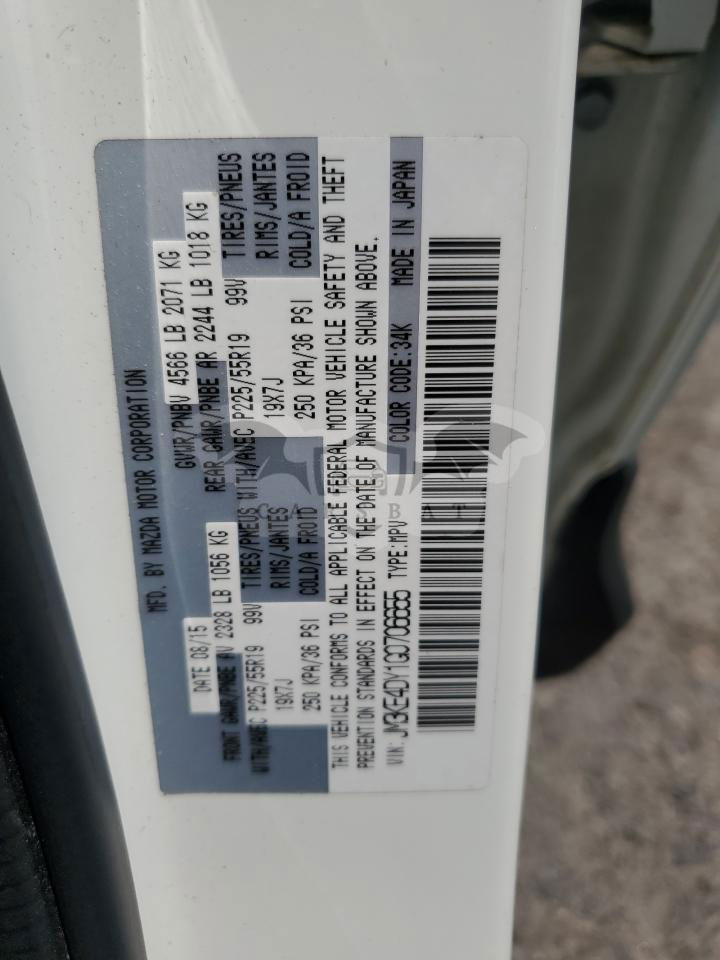 MFD. BY MAZDA MOTOR CORPORATION
DATE 08/15 GVWR/PNBV 4566 LB 2071 KG
FRONT GAWR/PNBE AV 2328 LB 1056 KG REAR GAWR/PNBE AR 2244 LB 1018 KG
WITH/AVEC P225/55R19 99V TIRES/PNEUS WITH/AVEC P225/55R19 99V TIRES/PNEUS
19X7J RIMS/JANTES 19X7J RIMS/JANTES
250 KPA/36 PSI COLD/A FROID 250 KPA/36 PSI COLD/A FROID
THIS VEHICLE CONFORMS TO ALL APPLICABLE FEDERAL MOTOR VEHICLE SAFETY AND THEFT
PREVENTION STANDARDS IN EFFECT ON THE DATE OF MANUFACTURE SHOWN ABOVE.
VIN: JM3KE4DY1G0706655 TYPE:MPV COLOR CODE:34K MADE IN JAPAN